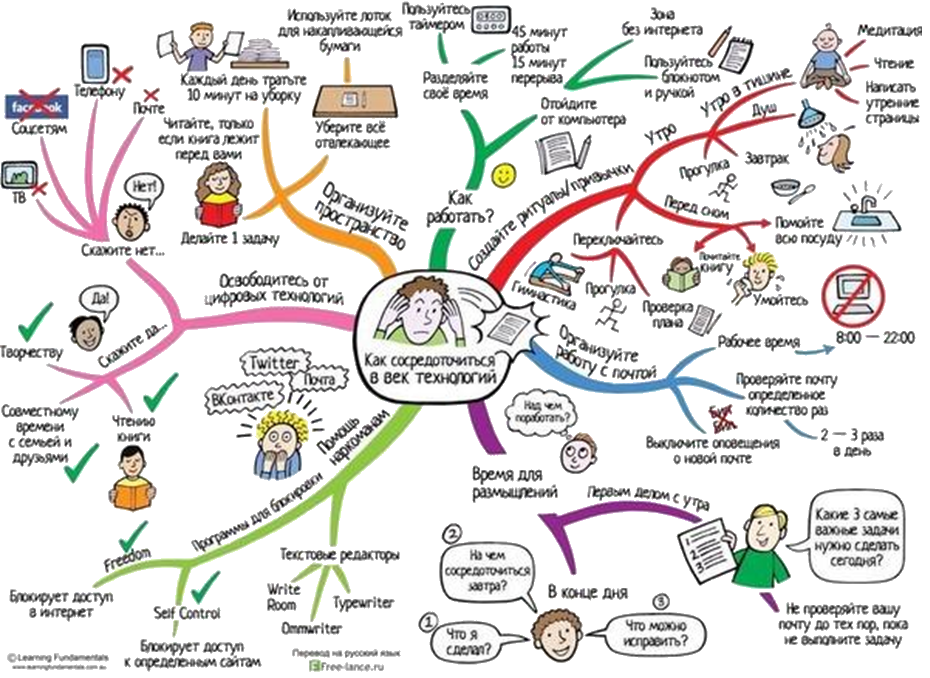 Используйте лоток
для накапливающейся
бумаги
Каждый день тратьте
10 минут на уборку
Уберите всё
отвлекающее
Читайте, только
если книга лежит
перед вами
Делайте 1 задачу
Организуйте
пространство
Пользуйтесь
таймером
45 минут
работы
15 минут
перерыва
Разделяйте
своё время
Зона
без интернета
Пользуйтесь
блокнотом
и ручкой
Отойдите
от компьютера
Как
работать?
Создайте ритуалы/привычки
Утро
Утро в тишине
Медитация
Чтение
Написать
утренние
страницы
Душ
Завтрак
Прогулка
Перед сном
Помойте
всю посуду
Почитайте
книгу
Умойтесь
Переключайтесь
Гимнастика
Прогулка
Проверка
плана
facebook
Соцсетям
Телефону
Почте
ТВ
Нет!
Скажите нет...
Освободитесь от
цифровых технологий
Да!
Скажите да...
Творчеству
Совместному
времени
с семьей и
друзьями
Чтению
книги
Как сосредоточиться
в век технологий
Организуйте
работу с почтой
Рабочее время
8:00 — 22:00
Проверяйте почту
определенное
количество раз
2 — 3 раза
в день
Выключите оповещения
о новой почте
Twitter
Почта
ВКонтакте
Помощь
наркоманам
Программы для блокировки
Freedom
Блокирует доступ
в интернет
Self Control
Блокирует доступ
к определенным сайтам
Текстовые редакторы
Write
Room
Ommwriter
Typewriter
Над чем
поработать?
Время для
размышлений
Первым делом с утра
1
2
3
Какие 3 самые
важные задачи
нужно сделать
сегодня?
Не проверяйте вашу
почту до тех пор, пока
не выполните задачу
В конце дня
1
Что я
сделал?
2
На чем
сосредоточиться
завтра?
3
Что можно
исправить?
© Learning Fundamentals
www.learningfundamentals.com.au
Перевод на русский язык
Free-lance.ru